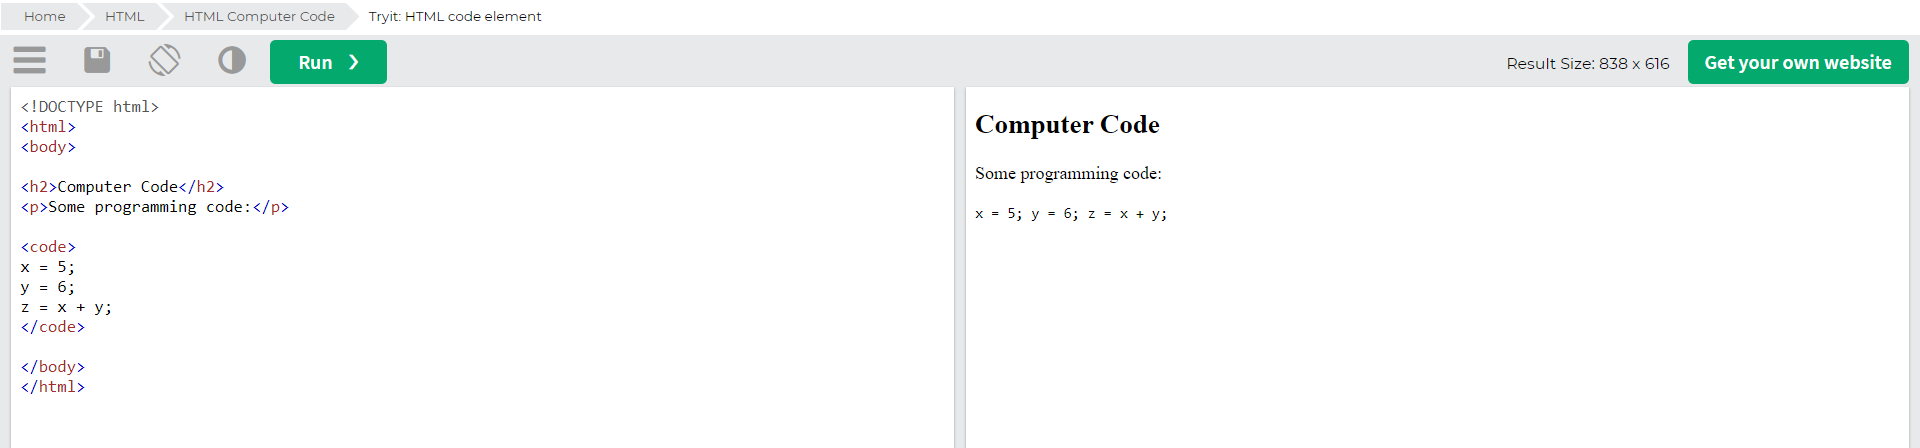 Home HTML HTML Computer Code Tryit: HTML code element
Run ❯ Result Size: 838 x 616 Get your own website
<!DOCTYPE html>
<html>
<body>
<h2>Computer Code</h2>
<p>Some programming code:</p>
<code>
x = 5;
y = 6;
z = x + y;
</code>
</body>
</html>
Computer Code
Some programming code:
x = 5; y = 6; z = x + y;